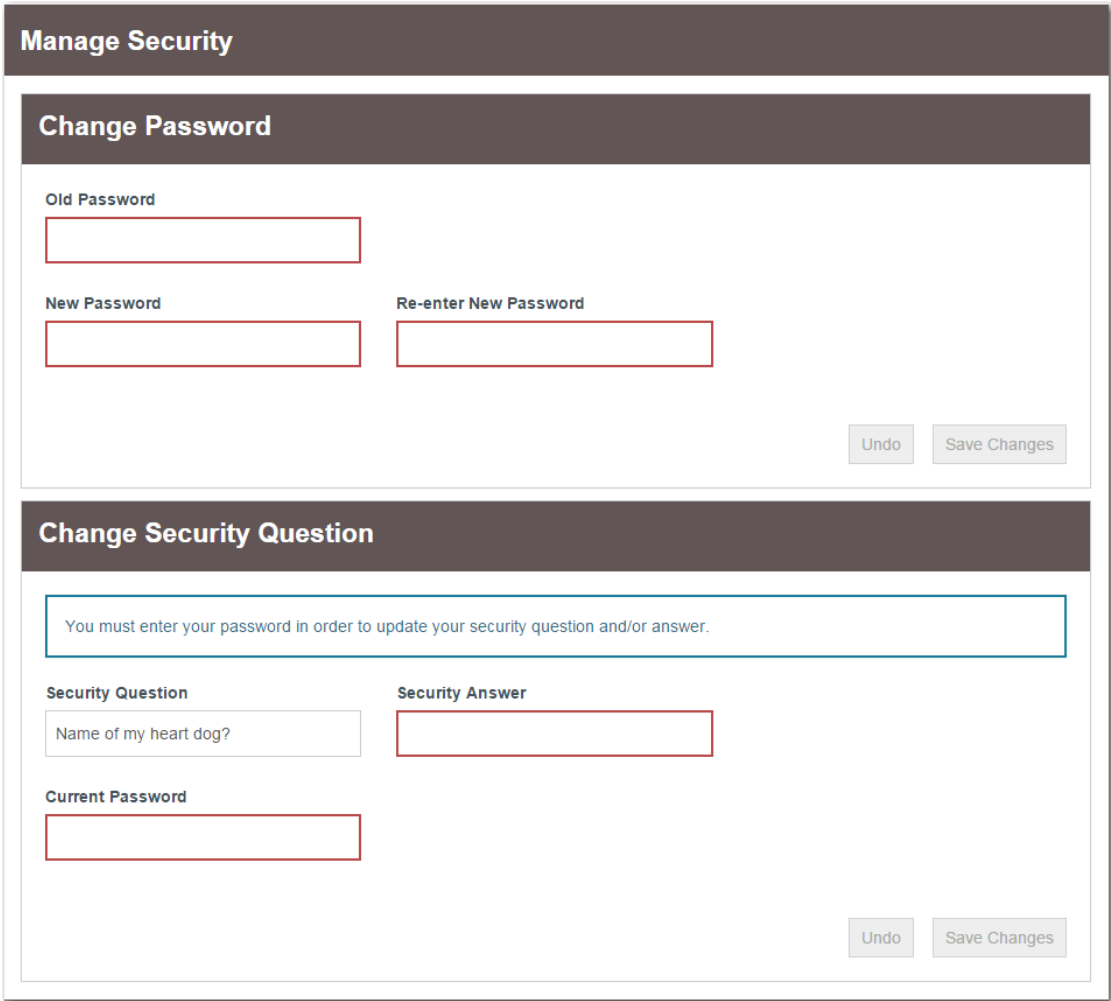 Manage Security
Change Password
Old Password
New Password Re-enter New Password
Undo Save Changes
Change Security Question
You must enter your password in order to update your security question and/or answer.
Security Question Security Answer
Name of my heart dog?
Current Password
Undo Save Changes